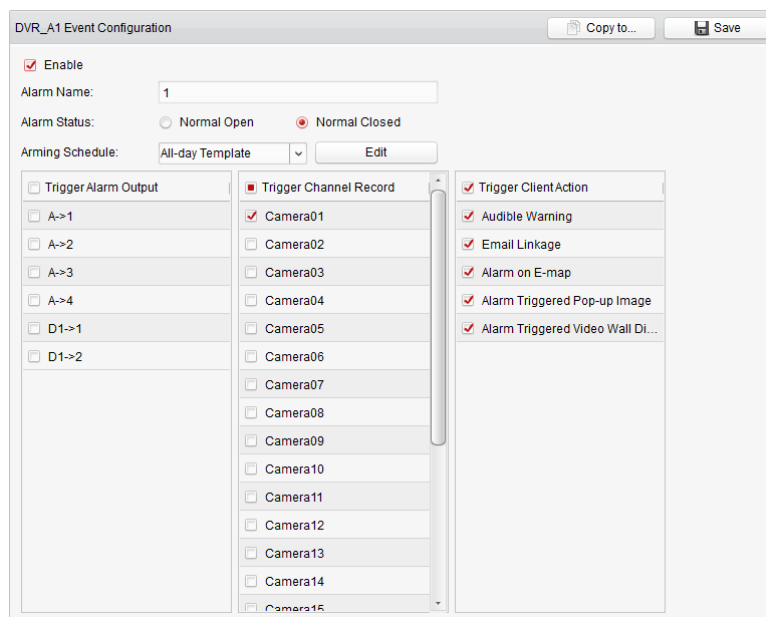 DVR_A1 Event Configuration Copy to... Save
Enable
Alarm Name: 1
Alarm Status: Normal Open Normal Closed
Arming Schedule: All-day Template Edit
Trigger Alarm Output
A->1
A->2
A->3
A->4
D1->1
D1->2
Trigger Channel Record
Camera01
Camera02
Camera03
Camera04
Camera05
Camera06
Camera07
Camera08
Camera09
Camera10
Camera11
Camera12
Camera13
Camera14
Camera15
Trigger Client Action
Audible Warning
Email Linkage
Alarm on E-map
Alarm Triggered Pop-up Image
Alarm Triggered Video Wall Di...